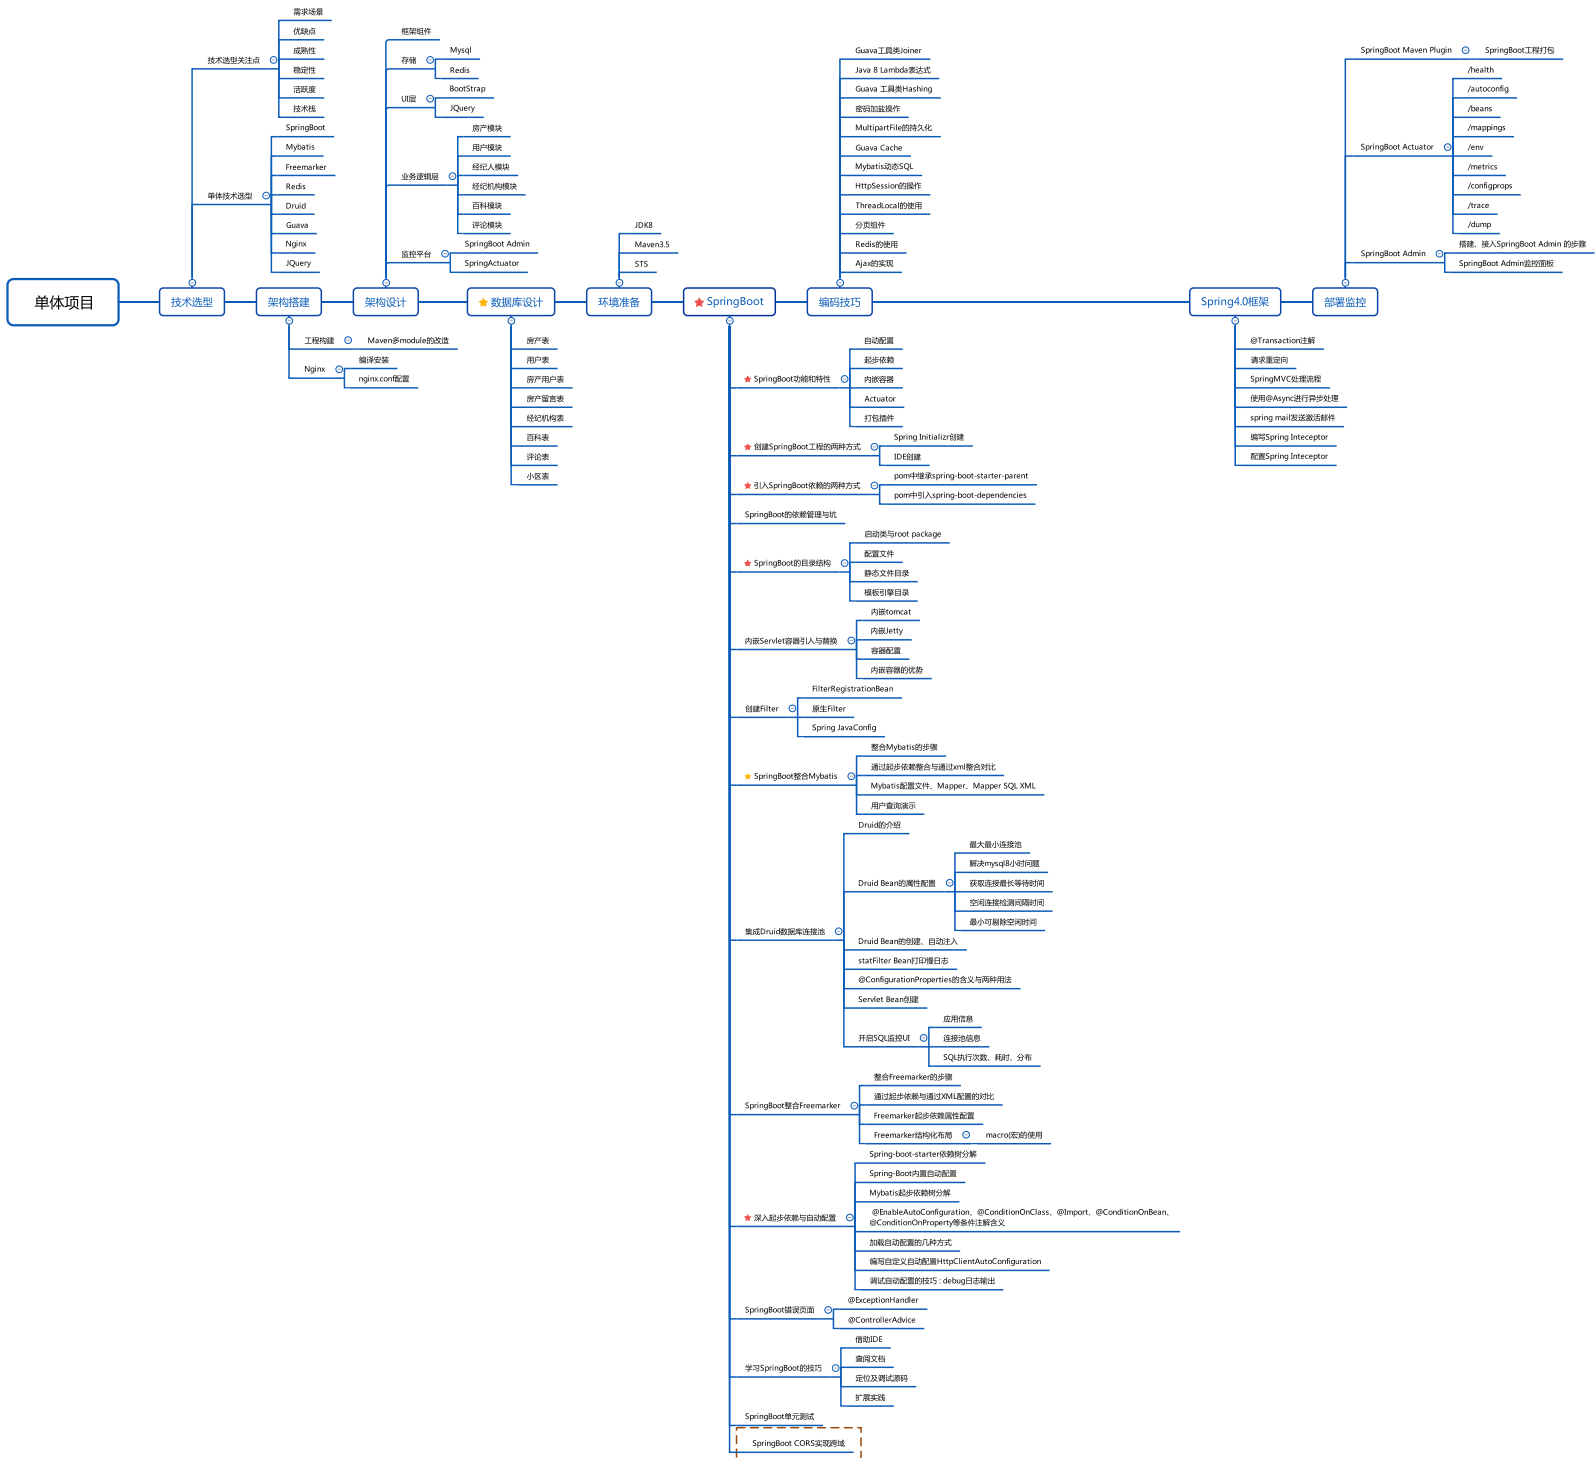 单体项目
技术选型
技术选型关注点
需求场景
优缺点
成熟性
稳定性
活跃度
技术栈
单体技术选型
SpringBoot
Mybatis
Freemarker
Redis
Druid
Guava
Nginx
JQuery
架构搭建
工程构建
Maven多module的改造
Nginx
编译安装
nginx.conf配置
架构设计
框架组件
存储
Mysql
Redis
UI层
BootStrap
JQuery
业务逻辑层
房产模块
用户模块
经纪人模块
经纪机构模块
百科模块
评论模块
监控平台
SpringBoot Admin
SpringActuator
数据库设计
房产表
用户表
房产用户表
房产留言表
经纪机构表
百科表
评论表
小区表
环境准备
JDK8
Maven3.5
STS
SpringBoot
SpringBoot功能和特性
自动配置
起步依赖
内嵌容器
Actuator
打包插件
创建SpringBoot工程的两种方式
Spring Initializr创建
IDE创建
引入SpringBoot依赖的两种方式
pom中继承spring-boot-starter-parent
pom中引入spring-boot-dependencies
SpringBoot的依赖管理与坑
SpringBoot的目录结构
启动类与root package
配置文件
静态文件目录
模板引擎目录
内嵌Servlet容器引入与替换
内嵌tomcat
内嵌Jetty
容器配置
内嵌容器的优势
创建Filter
FilterRegistrationBean
原生Filter
Spring JavaConfig
SpringBoot整合Mybatis
整合Mybatis的步骤
通过起步依赖整合与通过xml整合对比
Mybatis配置文件、Mapper、Mapper SQL XML
用户查询演示
集成Druid数据库连接池
Druid的介绍
Druid Bean的属性配置
最大最小连接池
解决mysql8小时问题
获取连接最长等待时间
空闲连接检测间隔时间
最小可剔除空闲时间
Druid Bean的创建、自动注入
statFilter Bean打印慢日志
@ConfigurationProperties的含义与两种用法
Servlet Bean创建
开启SQL监控UI
应用信息
连接池信息
SQL执行次数、耗时、分布
SpringBoot整合Freemarker
整合Freemarker的步骤
通过起步依赖与通过XML配置的对比
Freemarker起步依赖属性配置
Freemarker结构化布局
macro(宏)的使用
深入起步依赖与自动配置
Spring-boot-starter依赖树分解
Spring-Boot内置自动配置
Mybatis起步依赖树分解
@EnableAutoConfiguration、@ConditionOnClass、@Import、@ConditionOnBean、
@ConditionOnProperty等条件注解含义
加载自动配置的几种方式
编写自定义自动配置HttpClientAutoConfiguration
调试自动配置的技巧 : debug日志输出
SpringBoot错误页面
@ExceptionHandler
@ControllerAdvice
学习SpringBoot的技巧
借助IDE
查阅文档
定位及调试源码
扩展实践
SpringBoot单元测试
SpringBoot CORS实现跨域
编码技巧
Guava工具类Joiner
Java 8 Lambda表达式
Guava 工具类Hashing
密码加盐操作
MultipartFile的持久化
Guava Cache
Mybatis动态SQL
HttpSession的操作
ThreadLocal的使用
分页组件
Redis的使用
Ajax的实现
Spring4.0框架
@Transaction注解
请求重定向
SpringMVC处理流程
使用@Async进行异步处理
spring mail发送激活邮件
编写Spring Inteceptor
配置Spring Inteceptor
部署监控
SpringBoot Maven Plugin
SpringBoot工程打包
SpringBoot Actuator
/health
/autoconfig
/beans
/mappings
/env
/metrics
/configprops
/trace
/dump
SpringBoot Admin
搭建、接入SpringBoot Admin 的步骤
SpringBoot Admin监控面板